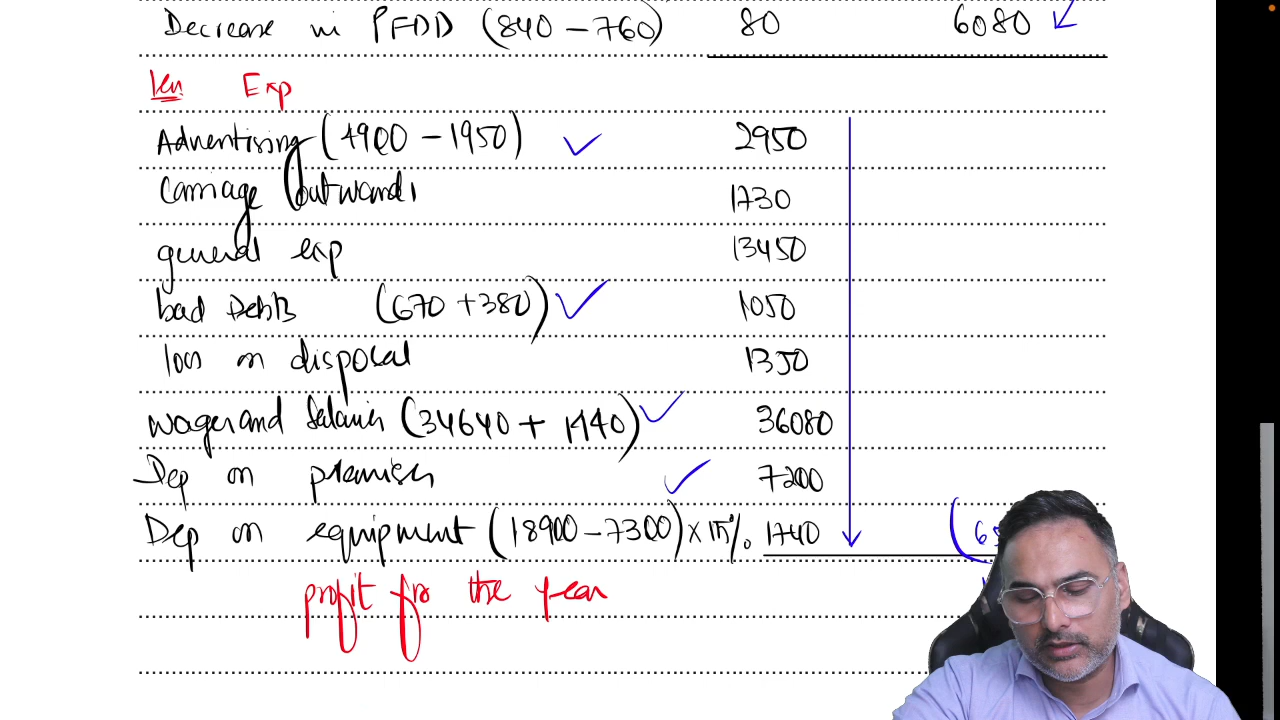 Decrease in PFDD (840 - 760) 80 6080
Less Exp
Advertising (4900 - 1950) 2950
Carriage outwards 1730
general exp 13450
bad Debts (670 + 380) 1050
loss on disposal 1350
wages and Salaries (34640 + 1440) 36080
Dep on premises 7200
Dep on equipment (18900 - 7300) x 15% 1740
profit for the year